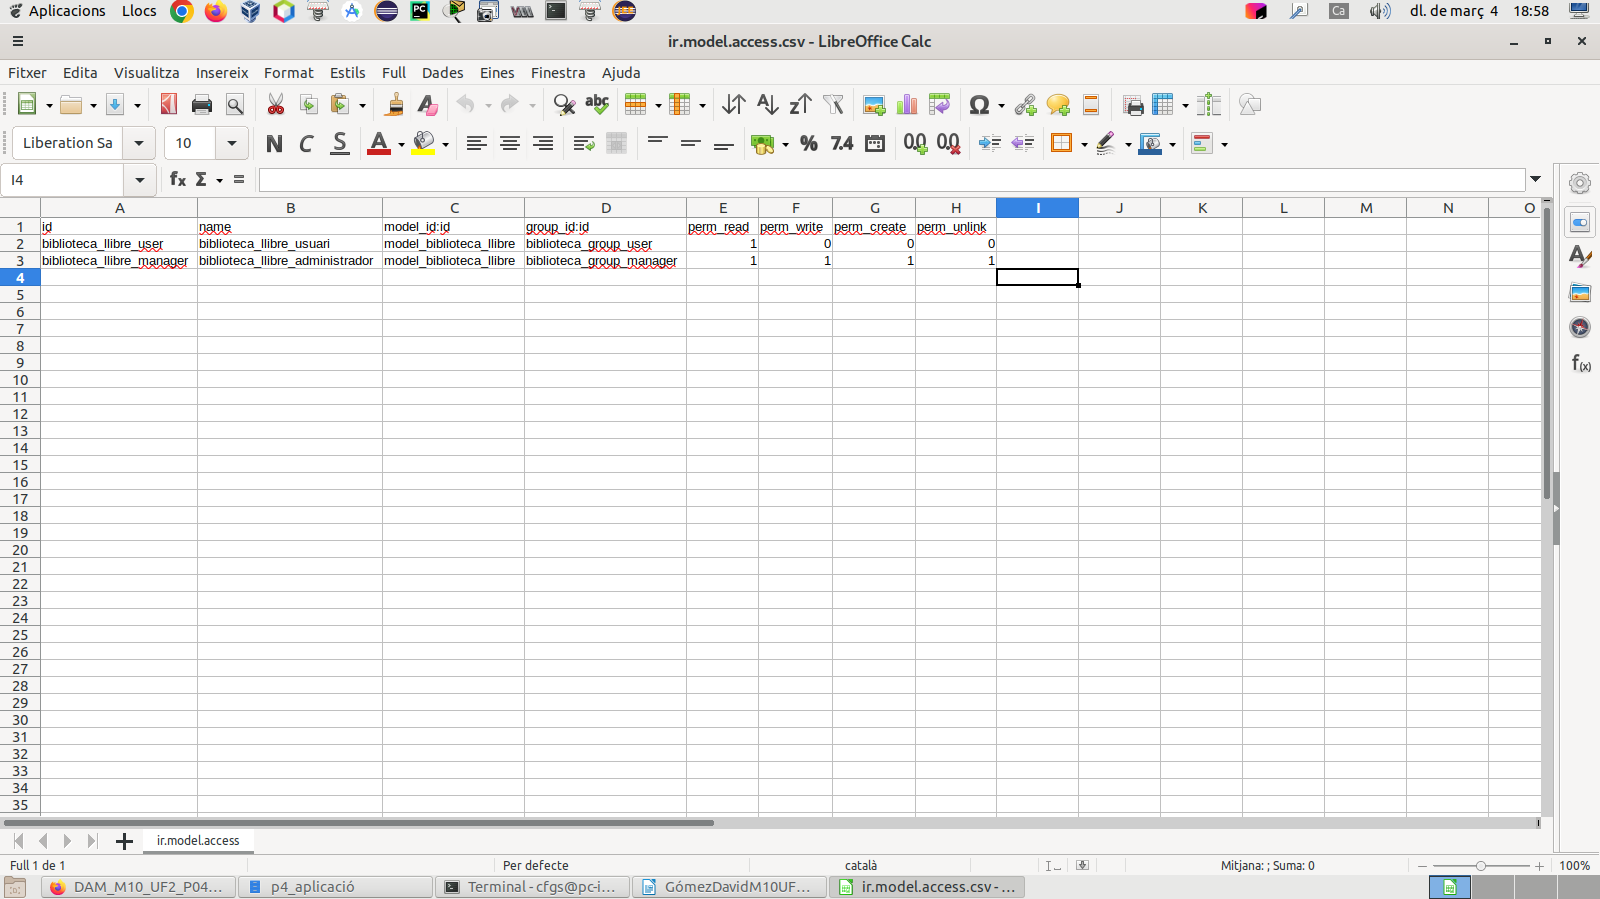 Aplicacions Llocs Ca dl. de març 4 18:58
ir.model.access.csv - LibreOffice Calc
Fitxer Edita Visualitza Insereix Format Estils Full Dades Eines Finestra Ajuda
Liberation Sa 10 N C S A % 7.4
I4 fx Σ =
A B C D E F G H I J K L M N O
1 id name model_id:id group_id:id perm_read perm_write perm_create perm_unlink
2 biblioteca_llibre_user biblioteca_llibre_usuari model_biblioteca_llibre biblioteca_group_user 1 0 0 0
3 biblioteca_llibre_manager biblioteca_llibre_administrador model_biblioteca_llibre biblioteca_group_manager 1 1 1 1
4
5
6
7
8
9
10
11
12
13
14
15
16
17
18
19
20
21
22
23
24
25
26
27
28
29
30
31
32
33
34
35
ir.model.access
Full 1 de 1 Per defecte català Mitjana: ; Suma: 0 100%
DAM_M10_UF2_P04... p4_aplicació Terminal - cfgs@pc-i... GómezDavidM10UF... ir.model.access.csv - ...